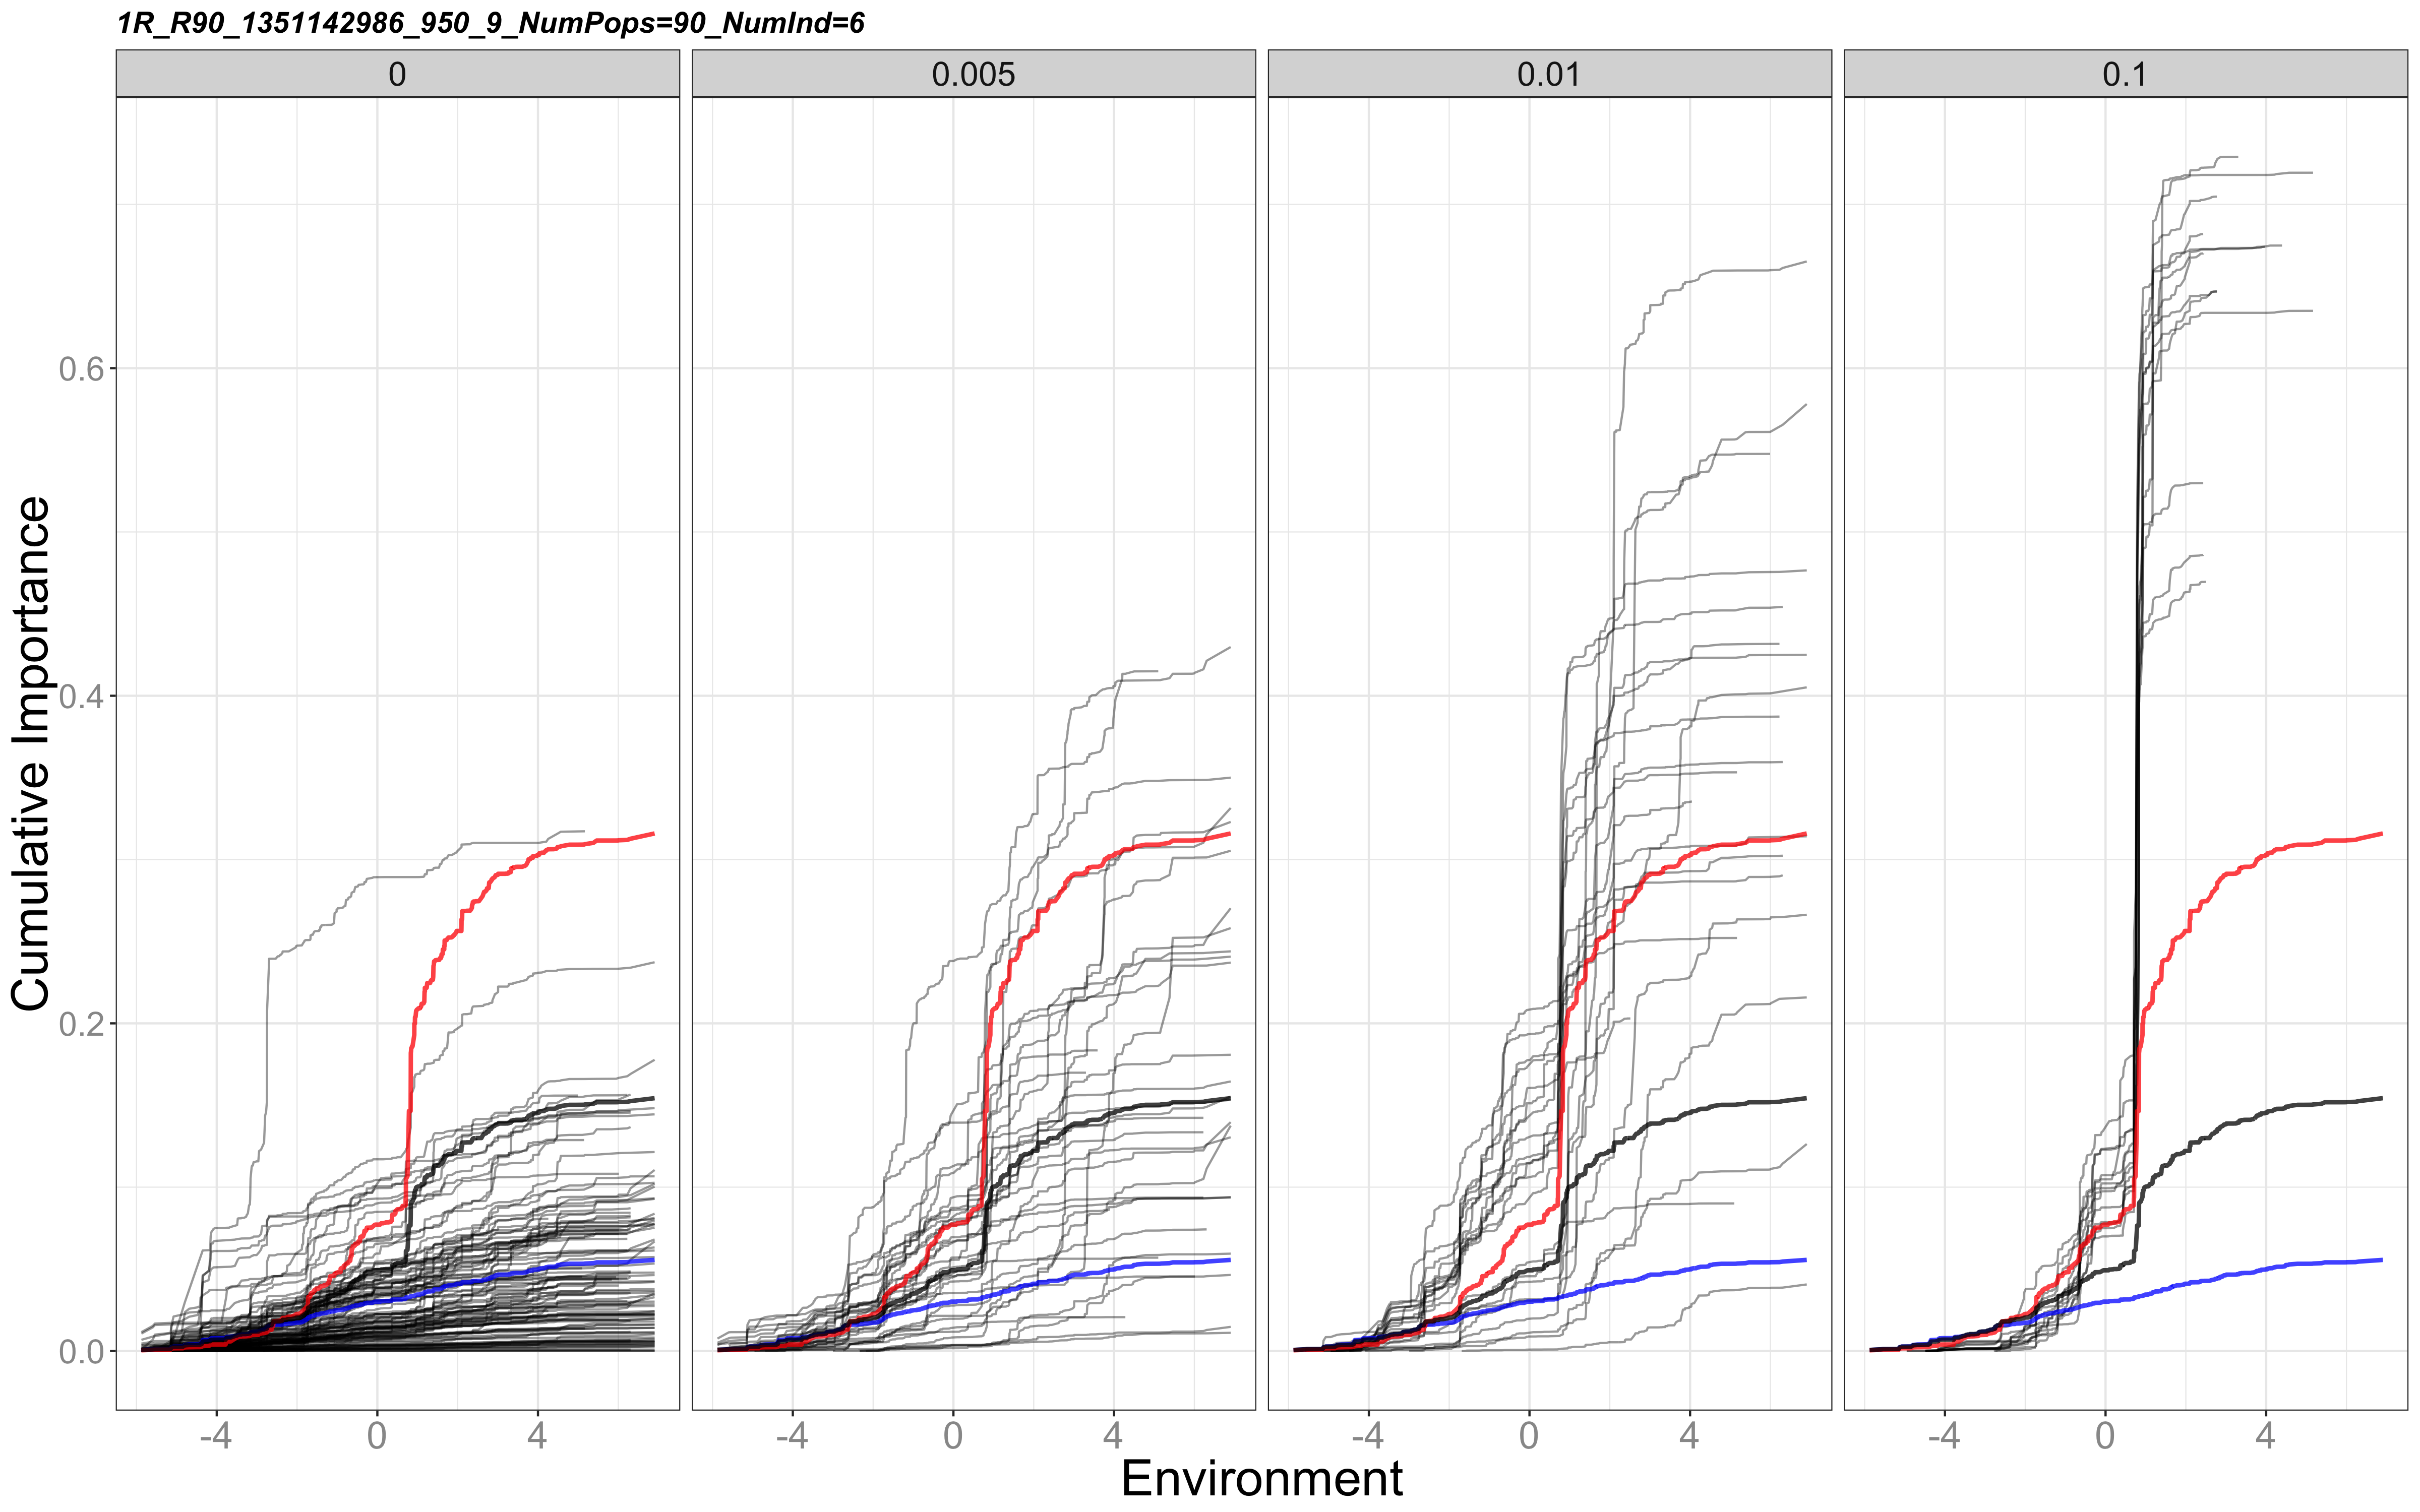 1R_R90_1351142986_950_9_NumPops=90_NumInd=6
0 0.005 0.01 0.1
Cumulative Importance
0.6
0.4
0.2
0.0
-4 0 4 -4 0 4 -4 0 4 -4 0 4
Environment